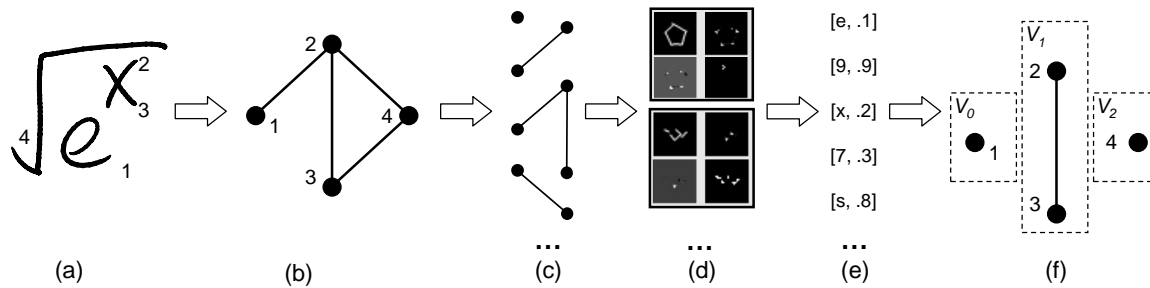 √ e x
4 1 2 3
2
1
4
3
...
...
[e, .1]
[9, .9]
[x, .2]
[7, .3]
[s, .8]
...
V0
1
V1
2
3
V2
4
(a) (b) (c) (d) (e) (f)